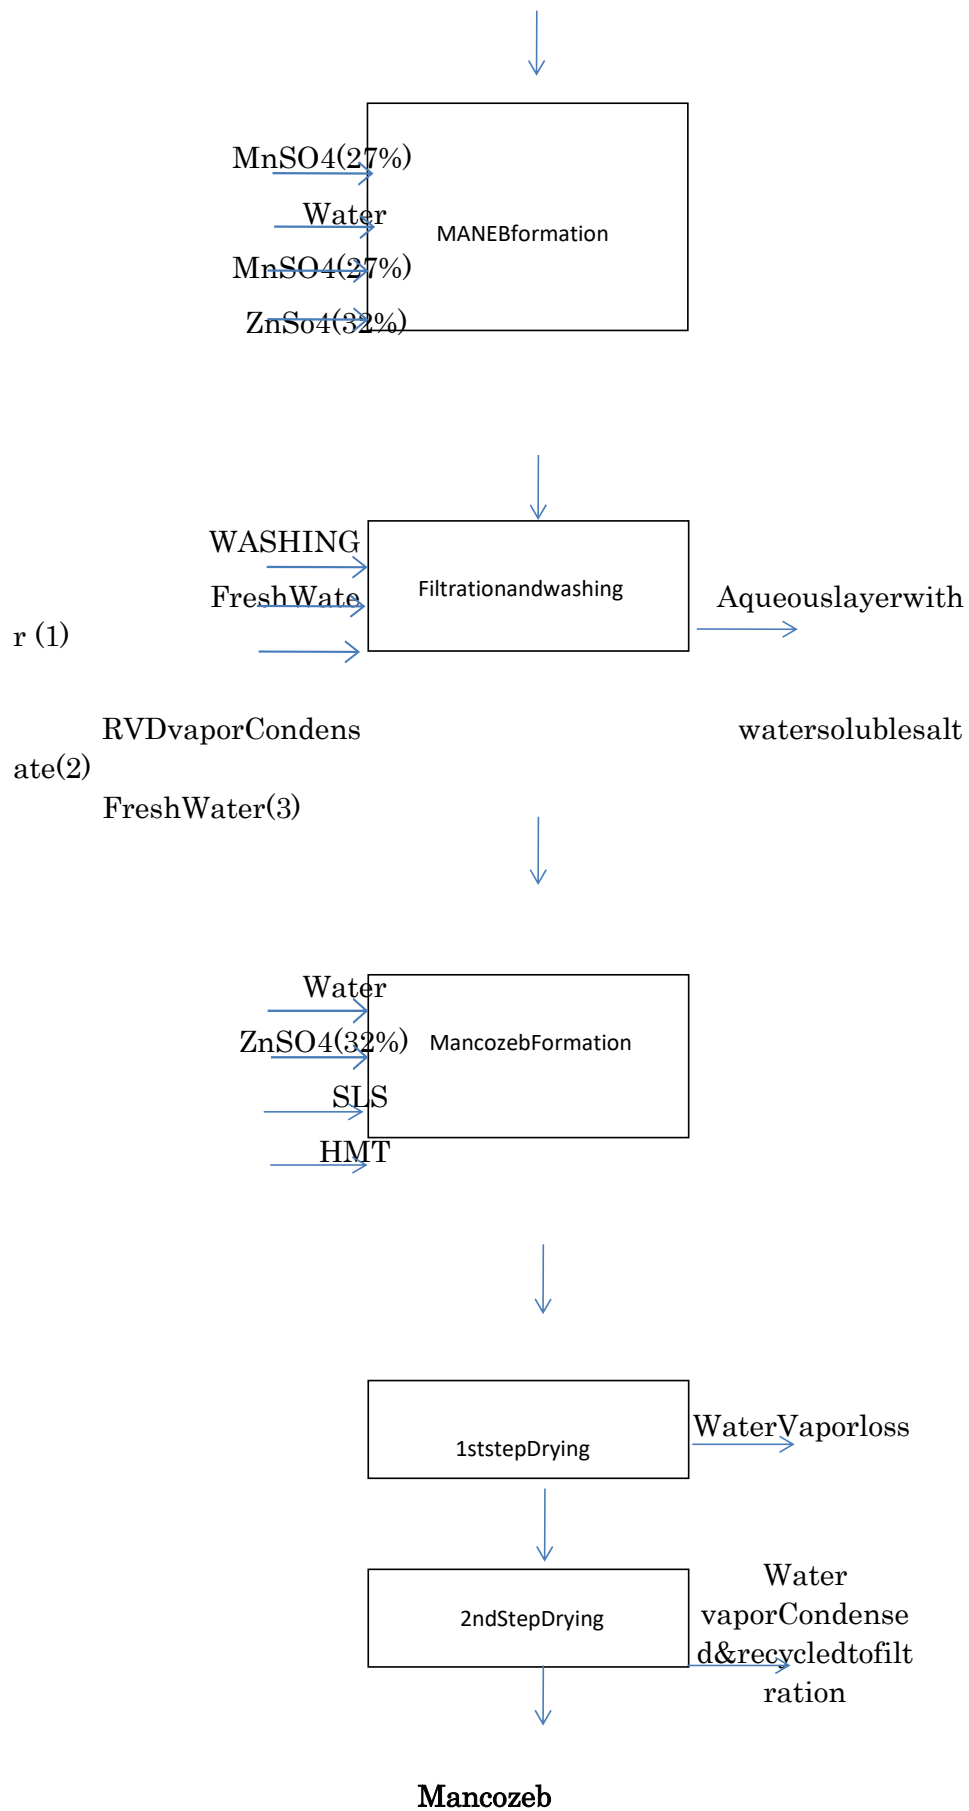 MnSO4(27%)
Water
MANEBformation
MnSO4(27%)
ZnSo4(32%)
WASHING
Filtrationandwashing
FreshWate
r (1)
Aqueouslayerwith
RVDvaporCondens
ate(2)
watersolublesalt
FreshWater(3)
Water
ZnSO4(32%)
MancozebFormation
SLS
HMT
1ststepDrying
WaterVaporloss
2ndStepDrying
Water
vaporCondense
d&recycledtofilt
ration
Mancozeb